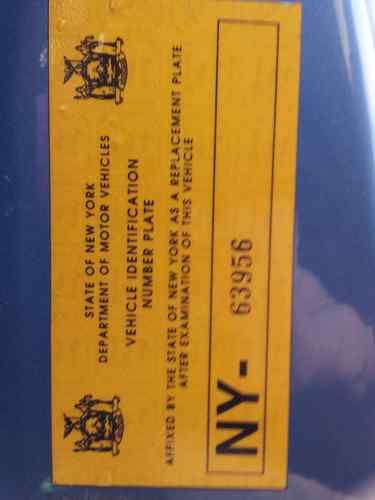 STATE OF NEW YORK
DEPARTMENT OF MOTOR VEHICLES
VEHICLE IDENTIFICATION
NUMBER PLATE
AFFIXED BY THE STATE OF NEW YORK AS A REPLACEMENT PLATE
AFTER EXAMINATION OF THIS VEHICLE
NY- 63956